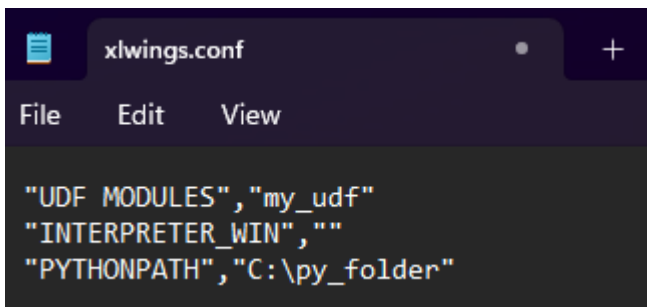 xlwings.conf
File Edit View
"UDF MODULES","my_udf"
"INTERPRETER_WIN",""
"PYTHONPATH","C:\py_folder"